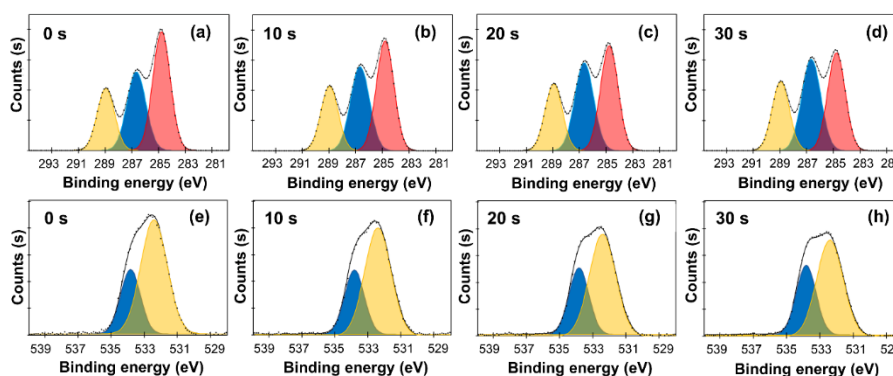 0 s (a) 10 s (b) 20 s (c) 30 s (d)
Counts (s) Counts (s) Counts (s) Counts (s)
293 291 289 287 285 283 281 293 291 289 287 285 283 281 293 291 289 287 285 283 281 293 291 289 287 285 283 28
Binding energy (eV) Binding energy (eV) Binding energy (eV) Binding energy (eV)
0 s (e) 10 s (f) 20 s (g) 30 s (h)
Counts (s) Counts (s) Counts (s) Counts (s)
539 537 535 533 531 529 539 537 535 533 531 529 539 537 535 533 531 529 539 537 535 533 531 52
Binding energy (eV) Binding energy (eV) Binding energy (eV) Binding energy (eV)